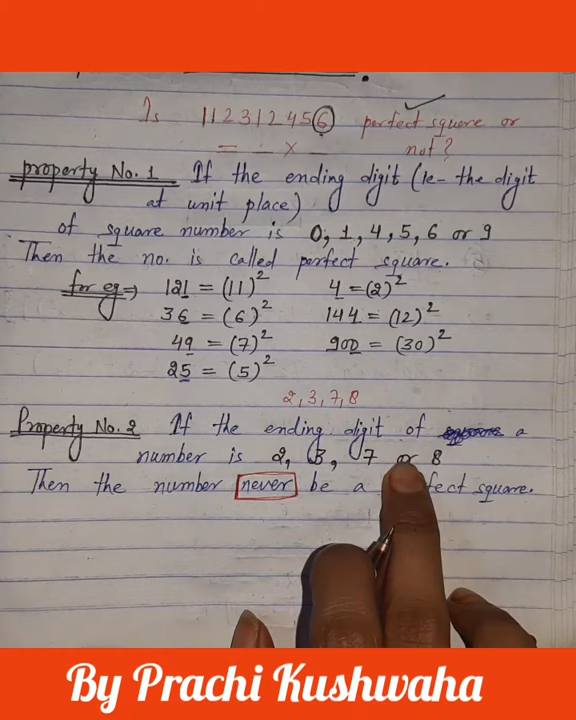 Is 112312456 perfect square or
not?
Property No. 1 If the ending digit (ie- the digit
at unit place)
of square number is 0, 1, 4, 5, 6 or 9
Then the no. is called perfect square.
for eg→ 121 = (11)² 4 = (2)²
36 = (6)² 144 = (12)²
49 = (7)² 900 = (30)²
25 = (5)²
2, 3, 7, 8
Property No. 2 If the ending digit of a
number is 2, 3, 7 or 8
Then the number never be a fect square.
By Prachi Kushwaha